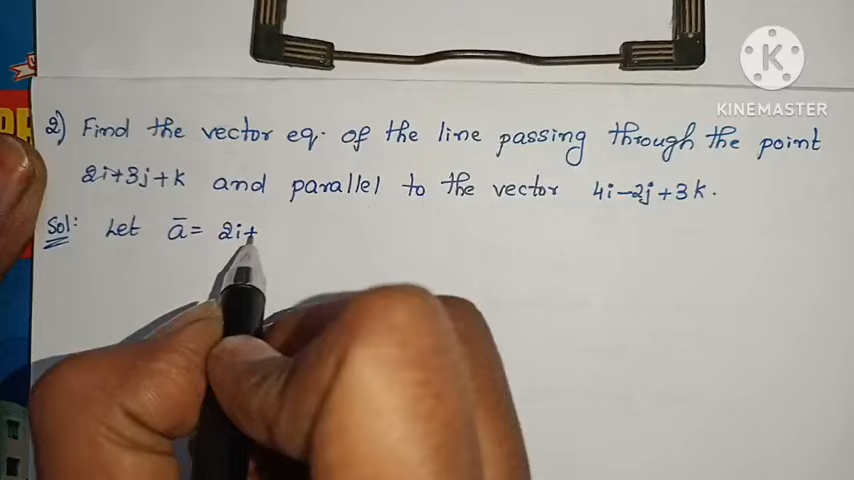 K
KINEMASTER
2) Find the vector eq. of the line passing through the point
2i+3j+k and parallel to the vector 4i-2j+3k.
Sol: Let a̅= 2i+